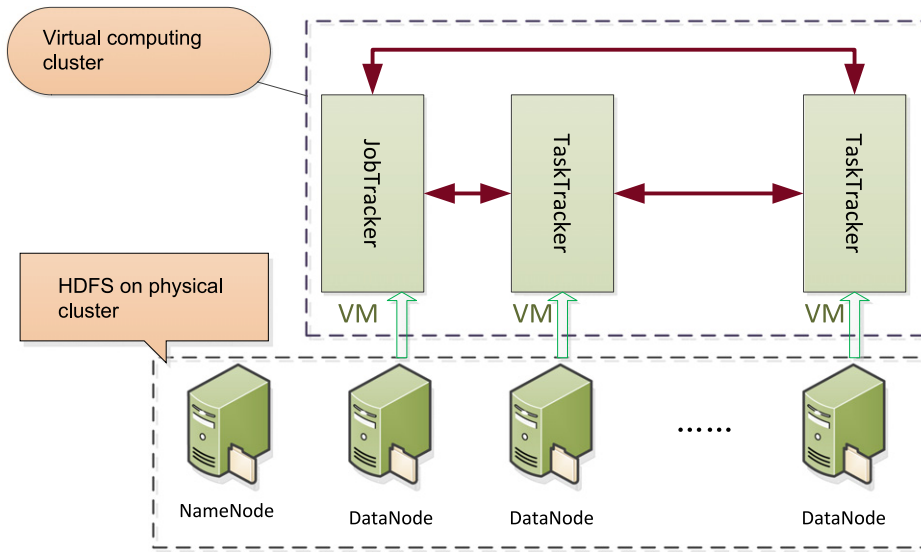 Virtual computing
cluster
JobTracker
TaskTracker
TaskTracker
HDFS on physical
cluster
VM
VM
VM
......
NameNode
DataNode
DataNode
DataNode